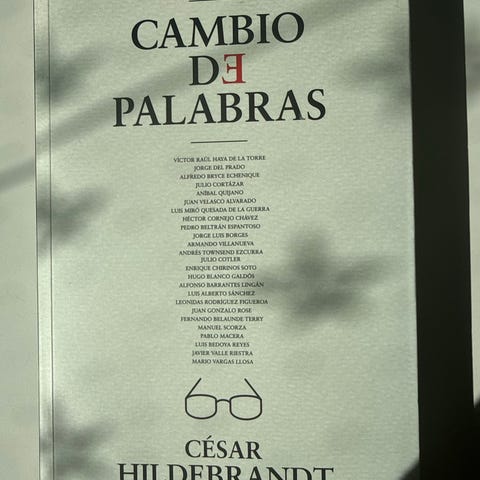 CAMBIO
DE
PALABRAS
VÍCTOR RAÚL HAYA DE LA TORRE
JORGE DEL PRADO
ALFREDO BRYCE ECHENIQUE
JULIO CORTÁZAR
ANÍBAL QUIJANO
JUAN VELASCO ALVARADO
LUIS MIRÓ QUESADA DE LA GUERRA
HÉCTOR CORNEJO CHÁVEZ
PEDRO BELTRÁN ESPANTOSO
JORGE LUIS BORGES
ARMANDO VILLANUEVA
ANDRÉS TOWNSEND EZCURRA
JULIO COTLER
ENRIQUE CHIRINOS SOTO
HUGO BLANCO GALDÓS
ALFONSO BARRANTES LINGÁN
LUIS ALBERTO SÁNCHEZ
LEONIDAS RODRÍGUEZ FIGUEROA
JUAN GONZALO ROSE
FERNANDO BELAUNDE TERRY
MANUEL SCORZA
PABLO MACERA
LUIS BEDOYA REYES
JAVIER VALLE RIESTRA
MARIO VARGAS LLOSA
CÉSAR
HILDEBRANDT